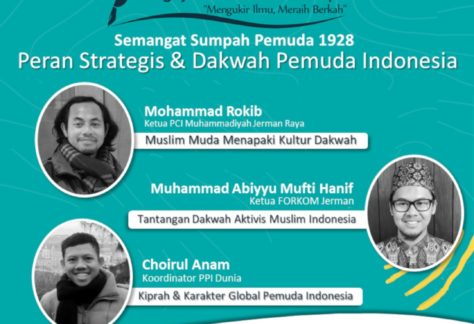 "Mengukir Ilmu, Meraih Berkah"
Semangat Sumpah Pemuda 1928
Peran Strategis & Dakwah Pemuda Indonesia
Mohammad Rokib
Ketua PCI Muhammadiyah Jerman Raya
Muslim Muda Menapaki Kultur Dakwah
Muhammad Abiyyu Mufti Hanif
Ketua FORKOM Jerman
Tantangan Dakwah Aktivis Muslim Indonesia
Choirul Anam
Koordinator PPI Dunia
Kiprah & Karakter Global Pemuda Indonesia